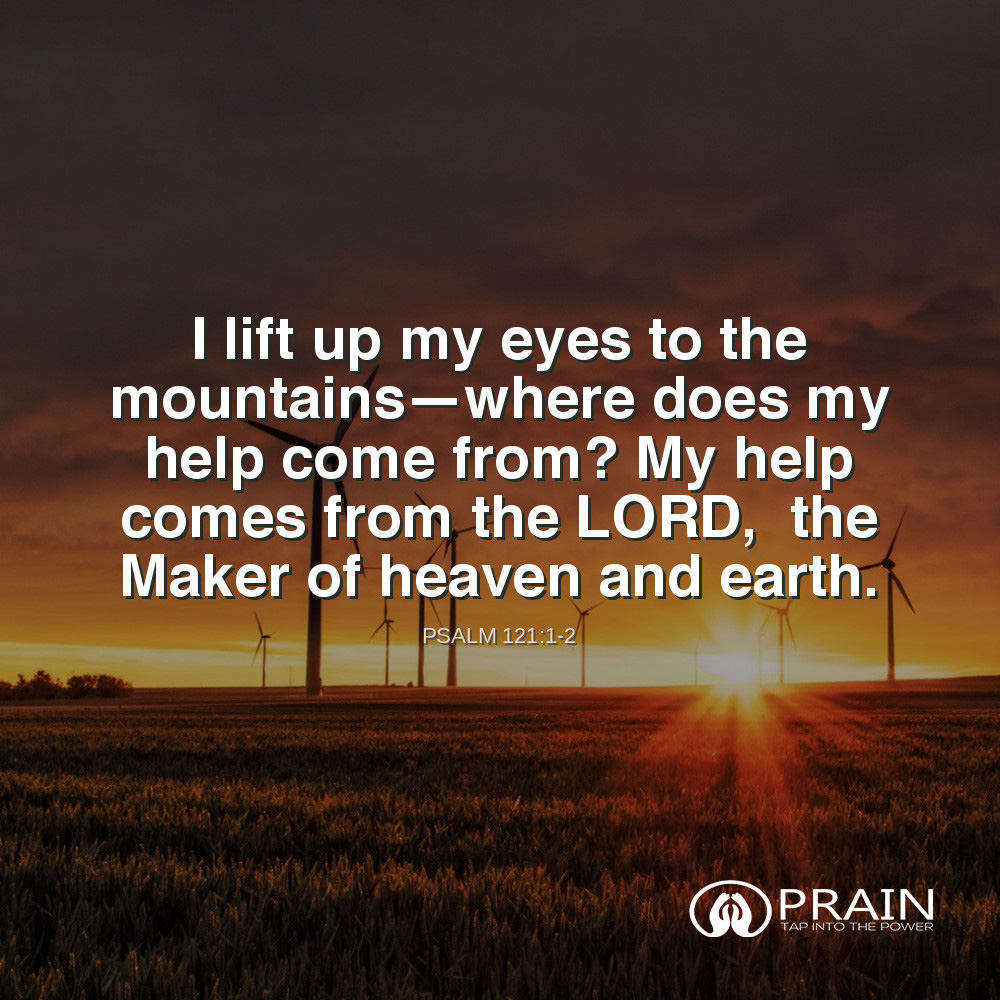 I lift up my eyes to the
mountains—where does my
help come from? My help
comes from the LORD,  the
Maker of heaven and earth.
PSALM 121:1-2
PRAIN
TAP INTO THE POWER